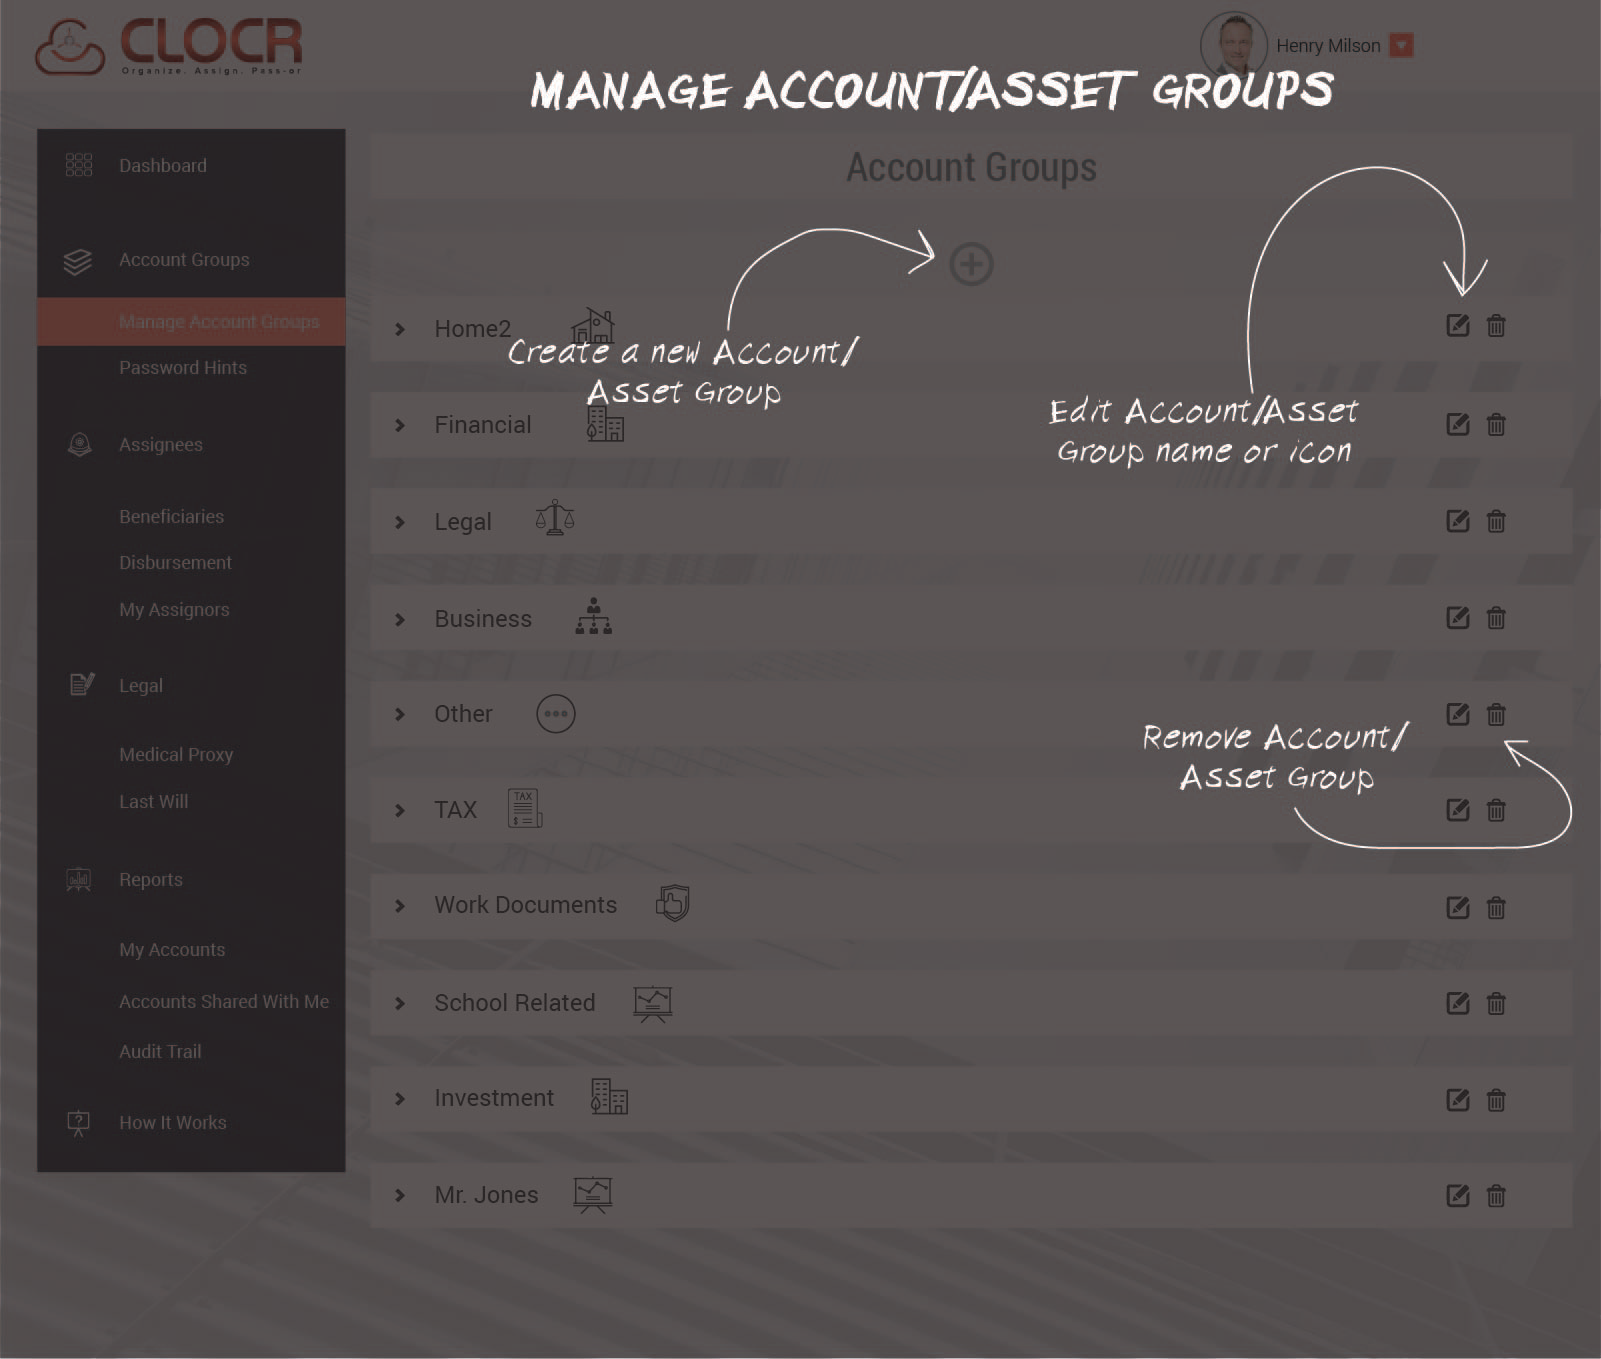 CLOCR
Organize. Assign. Pass-or
Henry Milson
MANAGE ACCOUNT/ASSET GROUPS
Dashboard
Account Groups
Manage Account Groups
Password Hints
Assignees
Beneficiaries
Disbursement
My Assignors
Legal
Medical Proxy
Last Will
Reports
My Accounts
Accounts Shared With Me
Audit Trail
How It Works
Account Groups
Home2
Create a new Account/
Asset Group
Edit Account/Asset
Group name or icon
Financial
Legal
Business
Other
Remove Account/
Asset Group
TAX
TAX
$
Work Documents
School Related
Investment
Mr. Jones